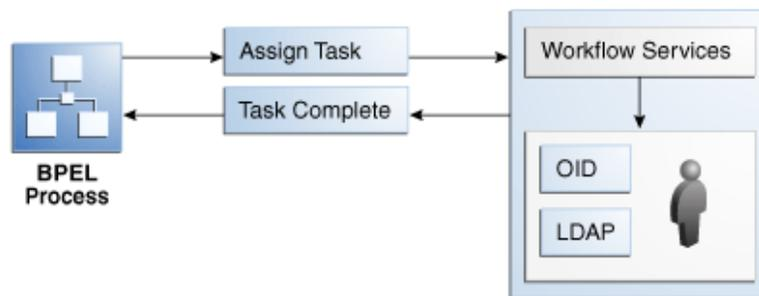 Assign Task
Workflow Services
Task Complete
BPEL
Process
OID
LDAP